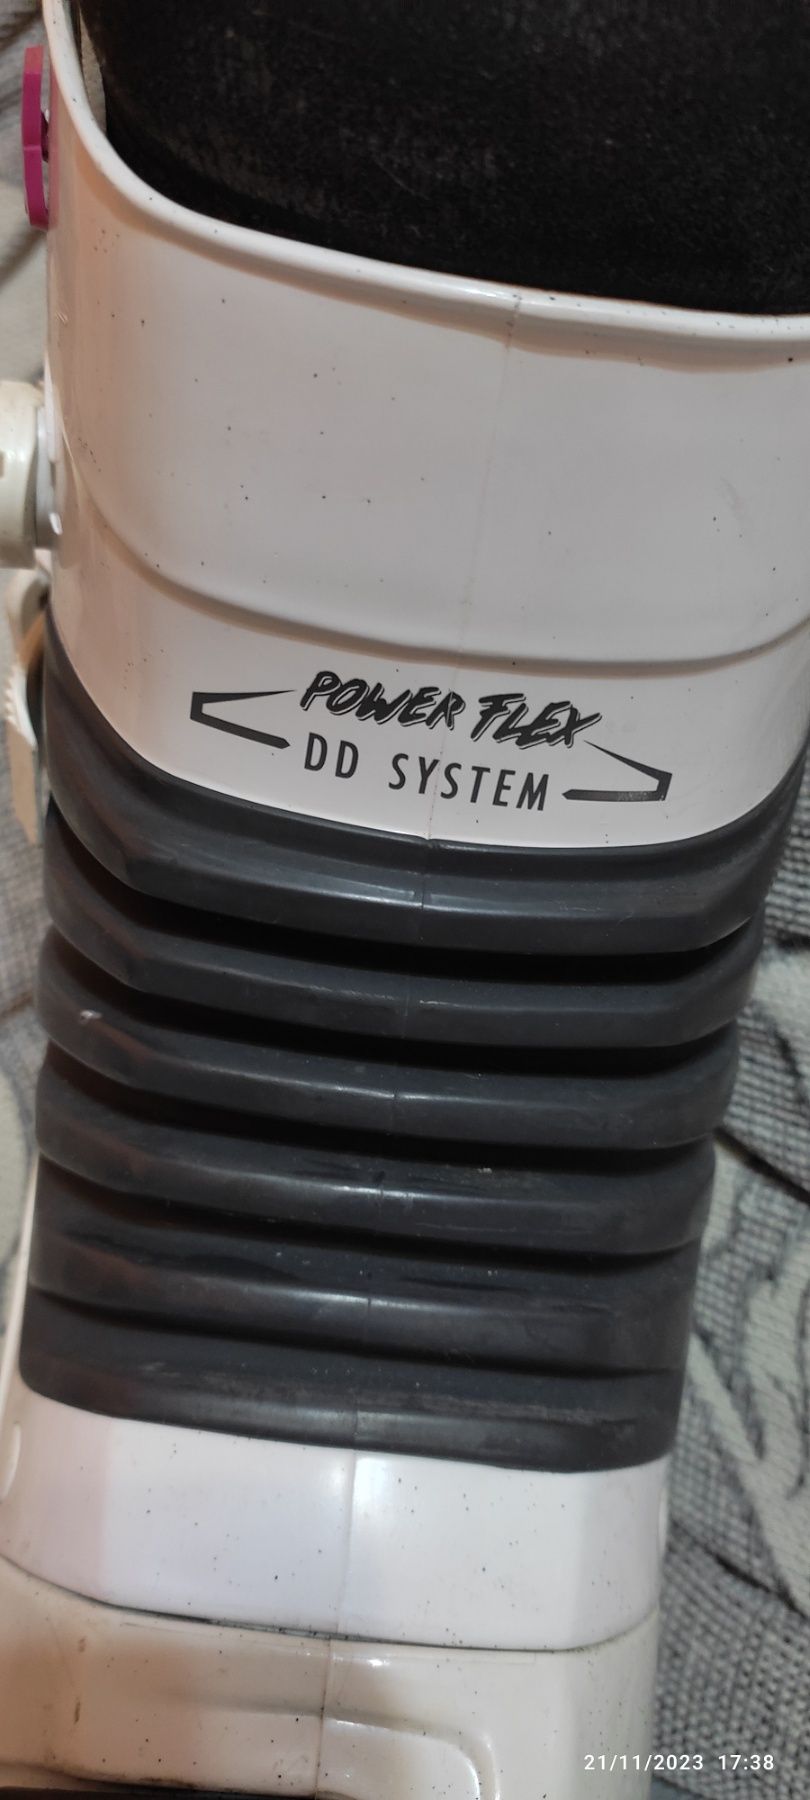 POWER FLEX
DD SYSTEM
21/11/2023 17:38